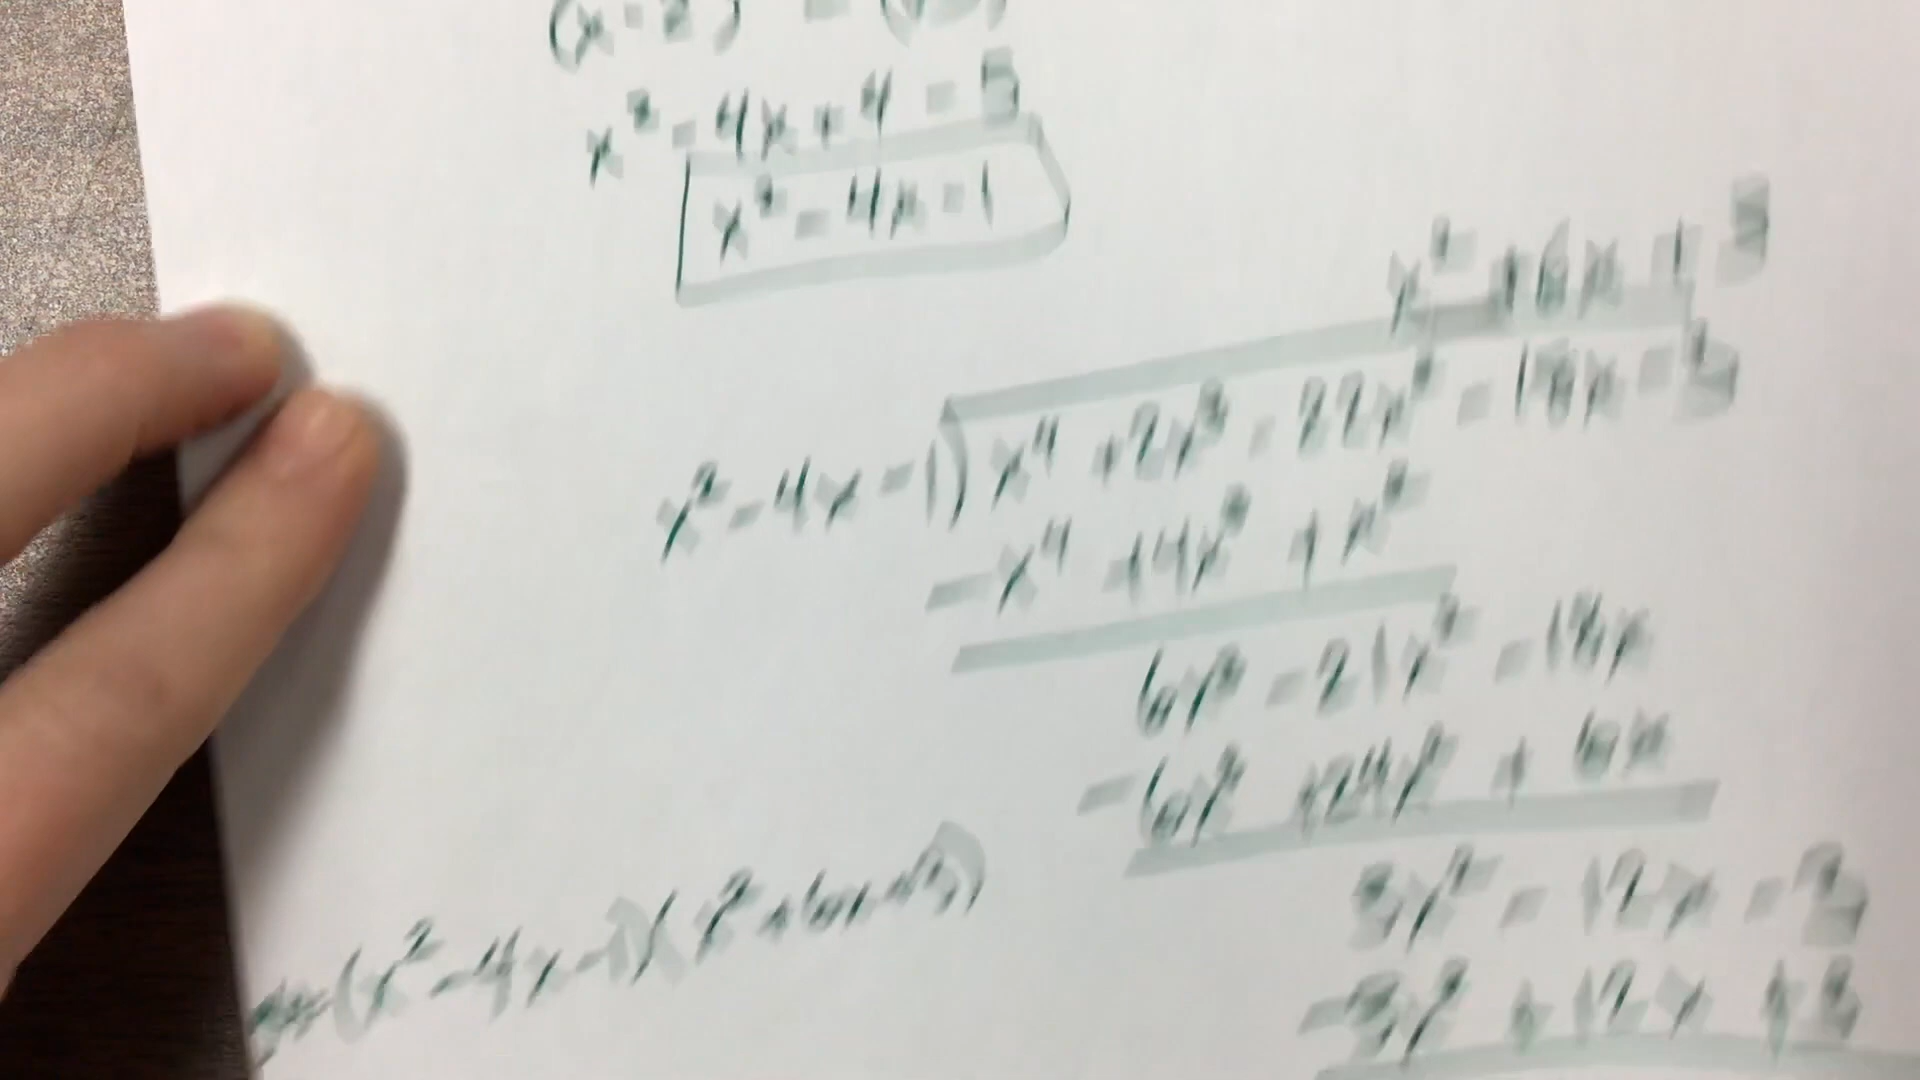 x² - 4x + 4 = 5
x² - 4x - 1
x² + 6x + 3
x² - 4x - 1) x⁴ + 2x³ - 22x² - 18x - 3
- x⁴ + 4x³ + x²
6x³ - 21x² - 18x
- 6x³ + 24x² + 6x
3x² - 12x - 3
- 3x² + 12x + 3
(x² - 4x - 1)(x² + 6x + 3)